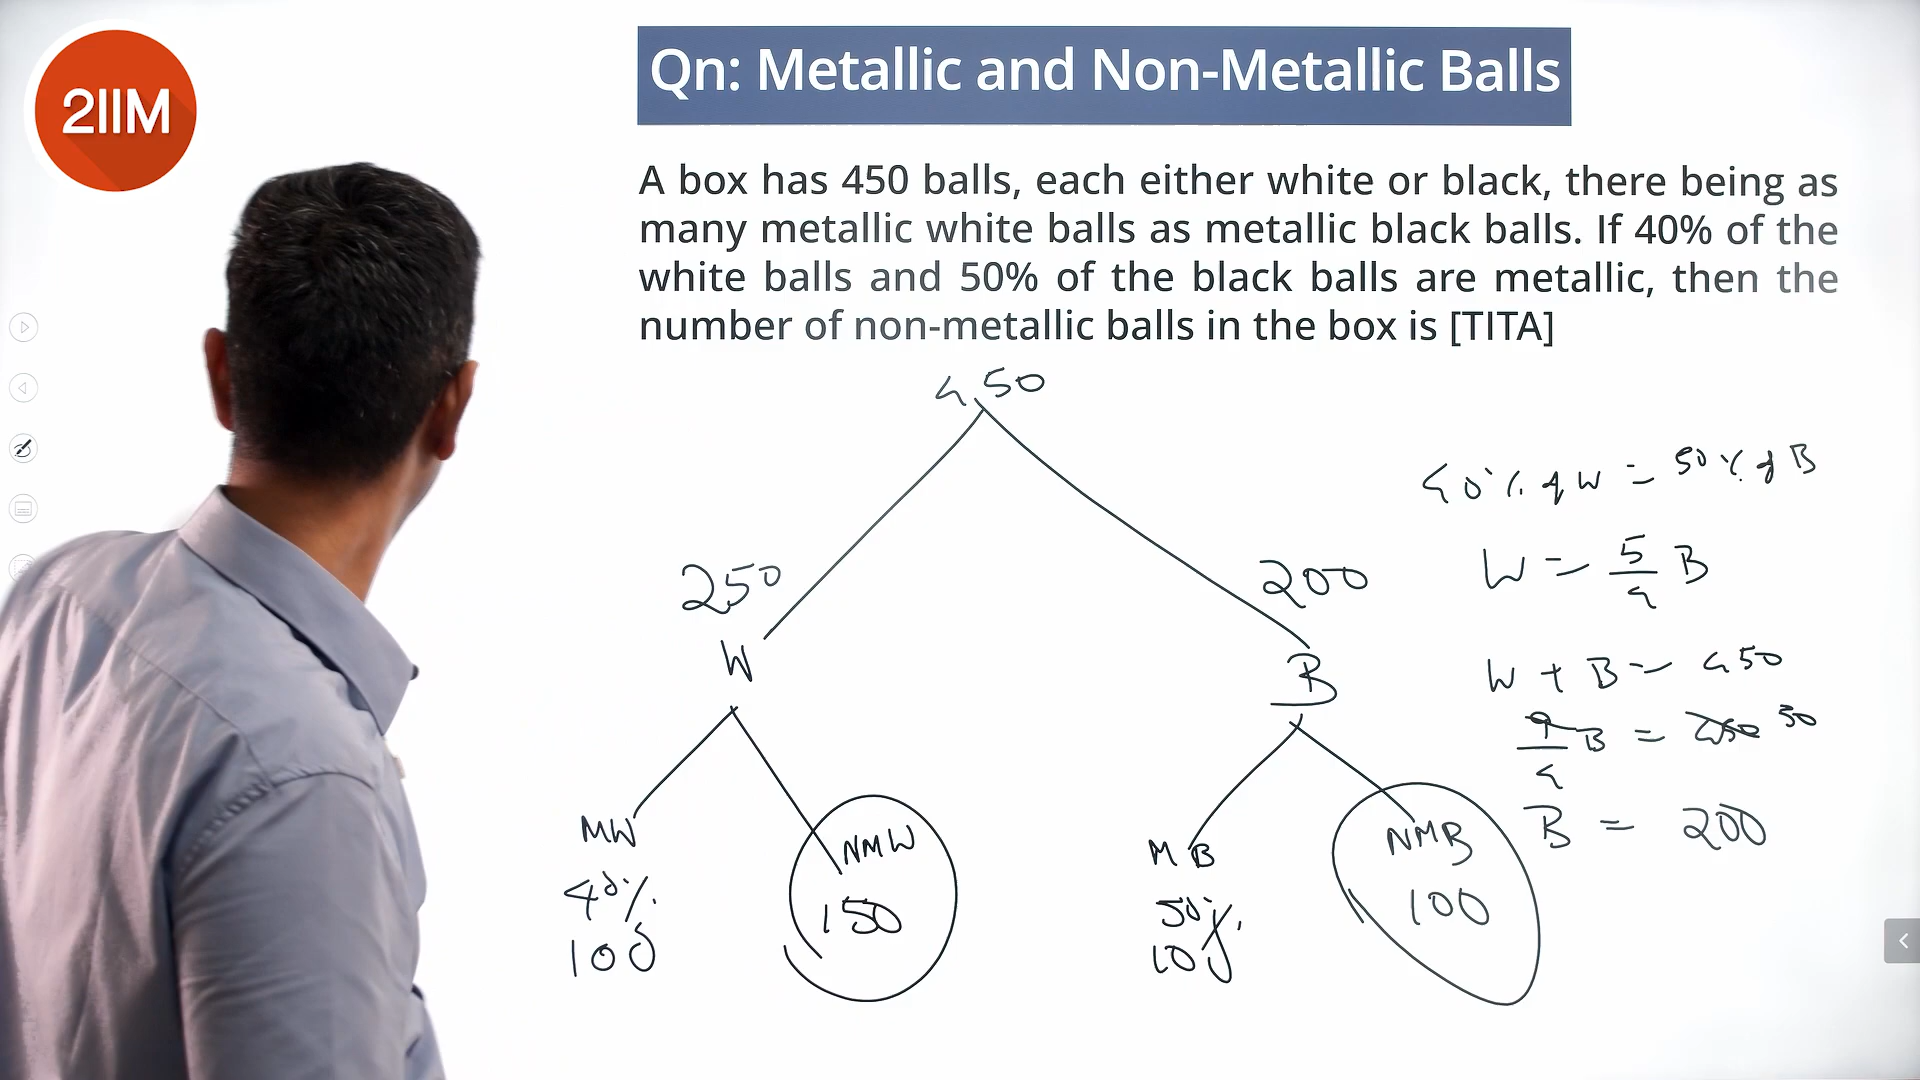 2IIM
Qn: Metallic and Non-Metallic Balls
A box has 450 balls, each either white or black, there being as
many metallic white balls as metallic black balls. If 40% of the
white balls and 50% of the black balls are metallic, then the
number of non-metallic balls in the box is [TITA]
450
40% of W = 50% of B
250
200
W = 5/4 B
W
B
W + B = 450
9/4 B = 450 50
MW
NMW
MB
NMB
B = 200
40%
150
50%
100
100
100